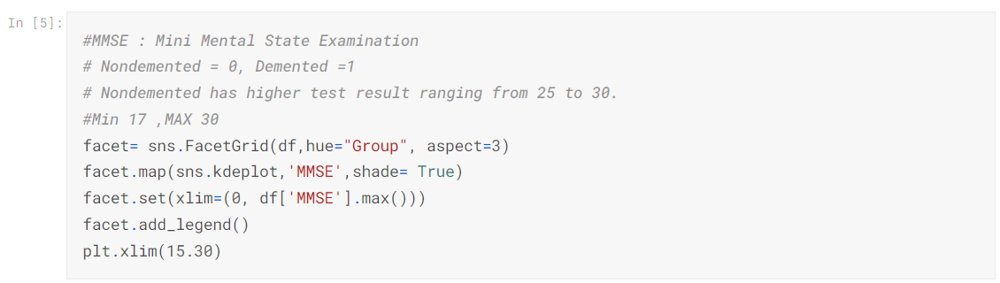 In [5]:
#MMSE : Mini Mental State Examination
# Nondemented = 0, Demented =1
# Nondemented has higher test result ranging from 25 to 30.
#Min 17 ,MAX 30
facet= sns.FacetGrid(df,hue="Group", aspect=3)
facet.map(sns.kdeplot,'MMSE',shade= True)
facet.set(xlim=(0, df['MMSE'].max()))
facet.add_legend()
plt.xlim(15.30)